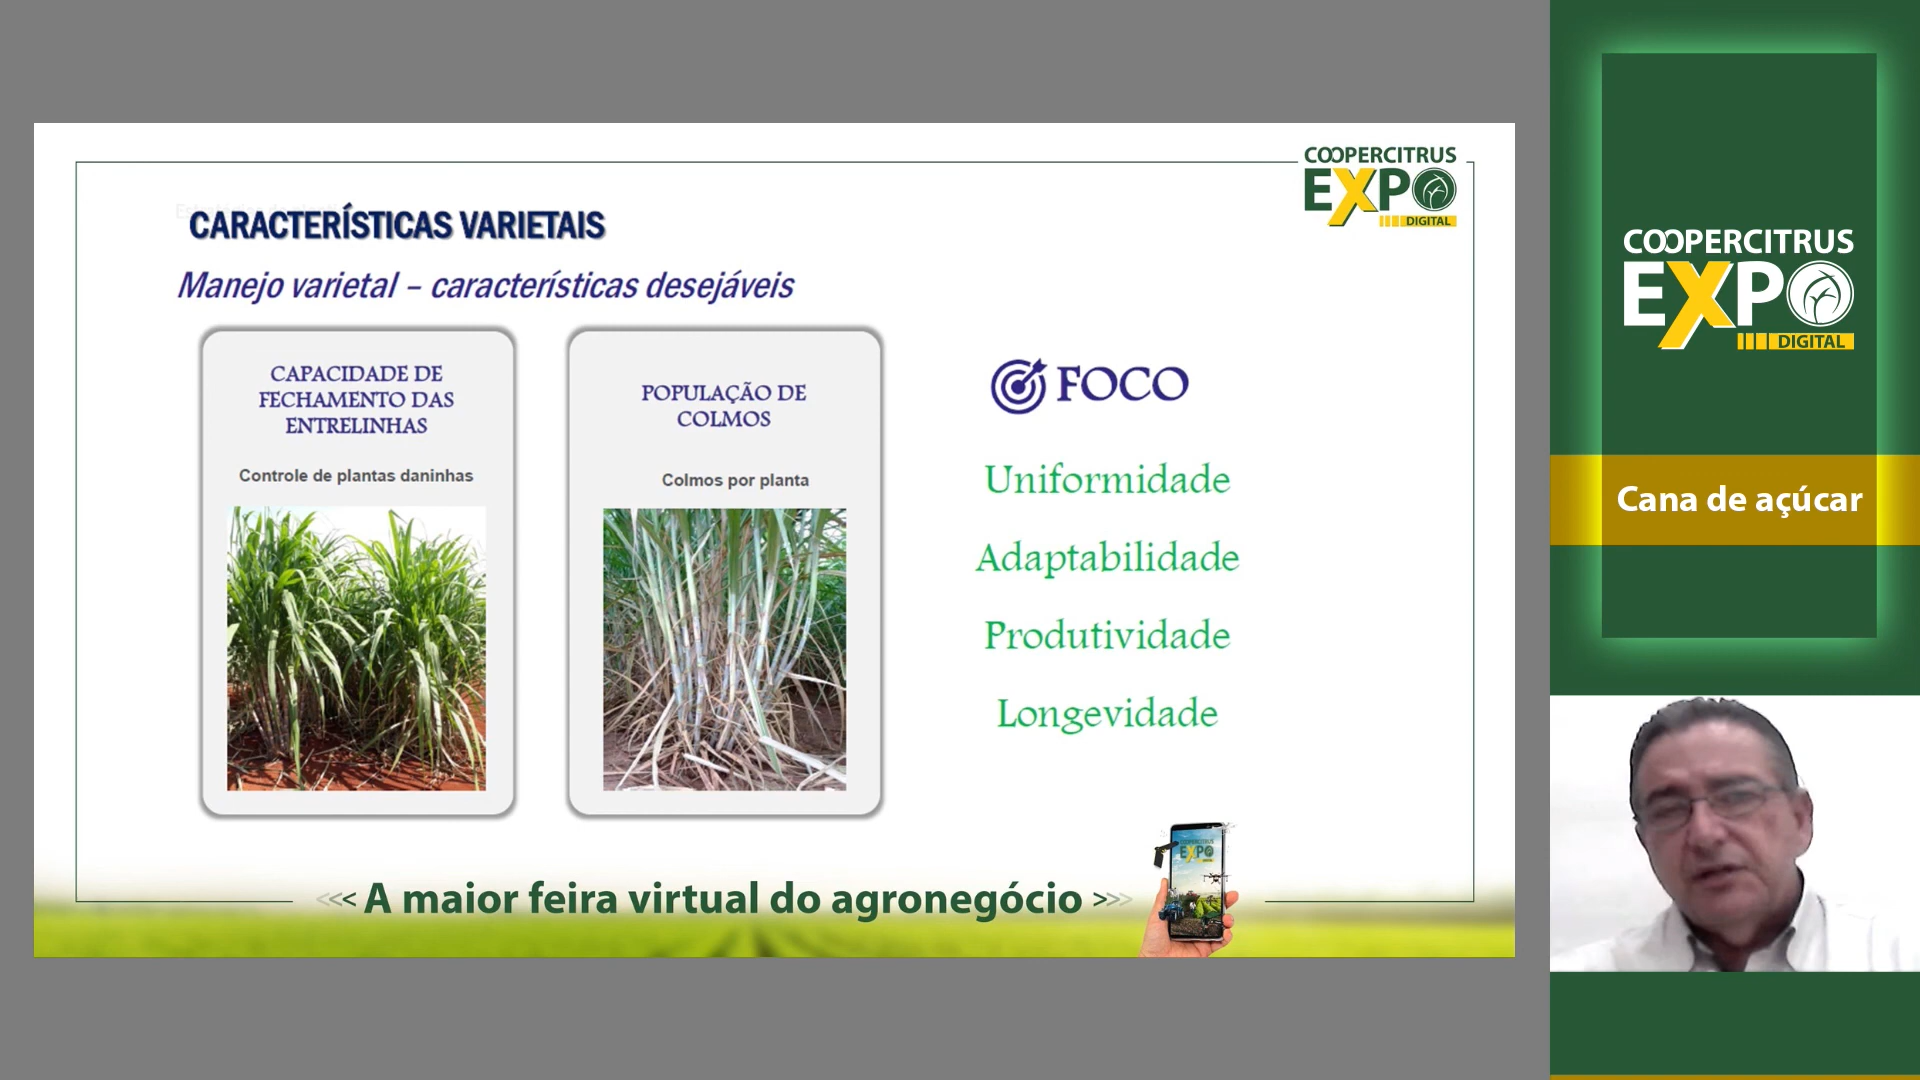 COOPERCITRUS
EXPO
DIGITAL
CARACTERÍSTICAS VARIETAIS
Manejo varietal – características desejáveis
CAPACIDADE DE
FECHAMENTO DAS
ENTRELINHAS
Controle de plantas daninhas
POPULAÇÃO DE
COLMOS
Colmos por planta
FOCO
Uniformidade
Adaptabilidade
Produtividade
Longevidade
<<< A maior feira virtual do agronegócio >>>
COOPERCITRUS
EXPO
COOPERCITRUS
EXPO
DIGITAL
Cana de açúcar